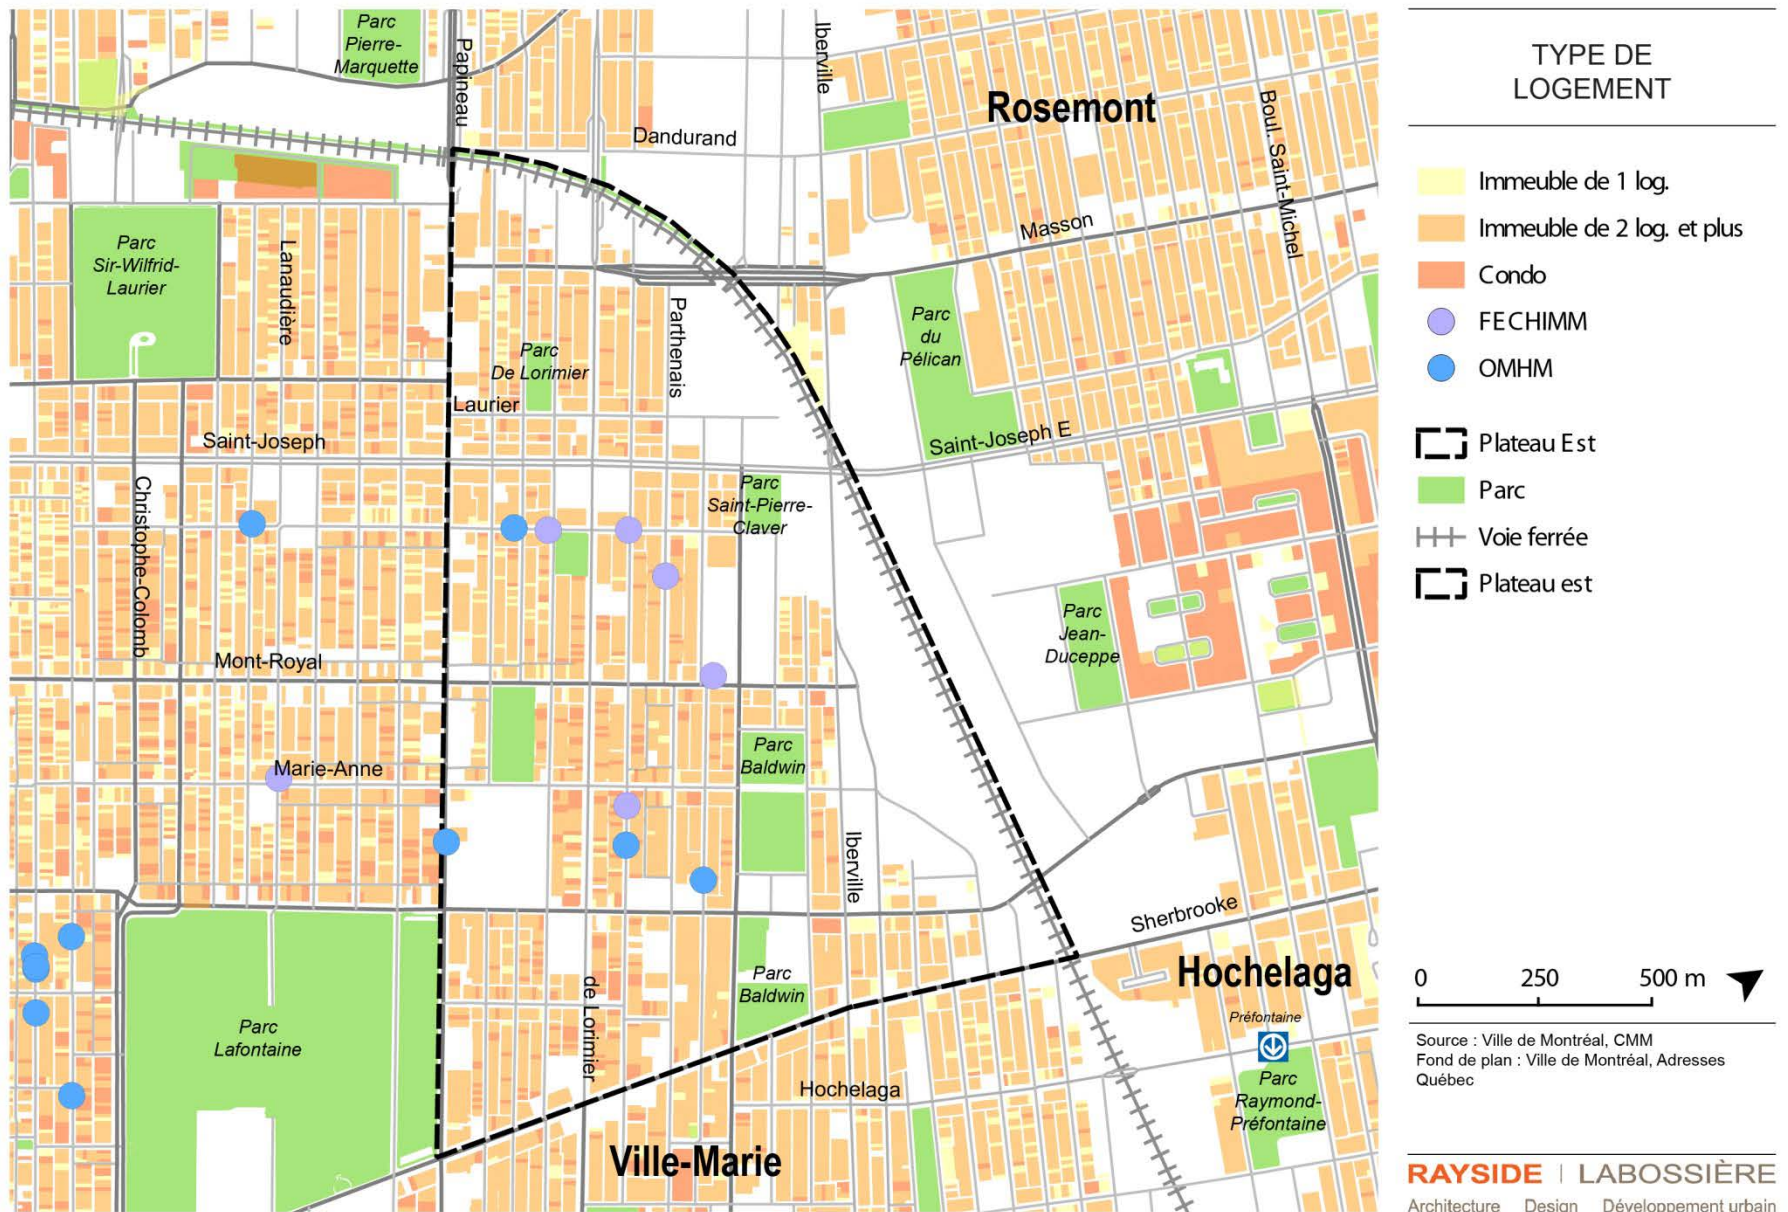 Parc
Pierre-
Marquette
Papineau
Iberville
Dandurand
Rosemont
Boul. Saint-Michel
Masson
Parc
Sir-Wilfrid-
Laurier
Lanaudière
Parthenais
Parc
De Lorimier
Parc
du
Pélican
Laurier
Saint-Joseph
Saint-Joseph E
Christophe-Colomb
Parc
Saint-Pierre-
Claver
Parc
Jean-
Duceppe
Mont-Royal
Marie-Anne
Parc
Baldwin
Iberville
Sherbrooke
Parc
Baldwin
Hochelaga
de Lorimier
Parc
Lafontaine
Préfontaine
Hochelaga
Parc
Raymond-
Préfontaine
Ville-Marie
TYPE DE
LOGEMENT
Immeuble de 1 log.
Immeuble de 2 log. et plus
Condo
FECHIMM
OMHM
Plateau Est
Parc
Voie ferrée
Plateau est
0 250 500 m
Source : Ville de Montréal, CMM
Fond de plan : Ville de Montréal, Adresses
Québec
RAYSIDE | LABOSSIÈRE
Architecture Design Développement urbain